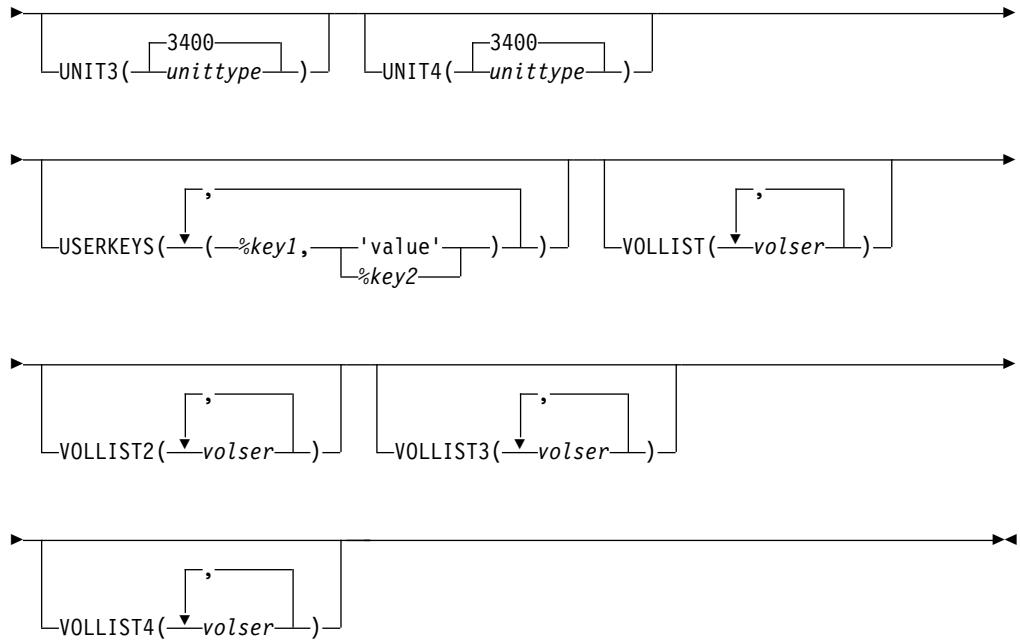 3400 3400
UNIT3( unittype ) UNIT4( unittype )
, ,
USERKEYS( ( %key1, 'value' ) ) VOLLIST( volser )
%key2
, ,
VOLLIST2( volser ) VOLLIST3( volser )
,
VOLLIST4( volser )